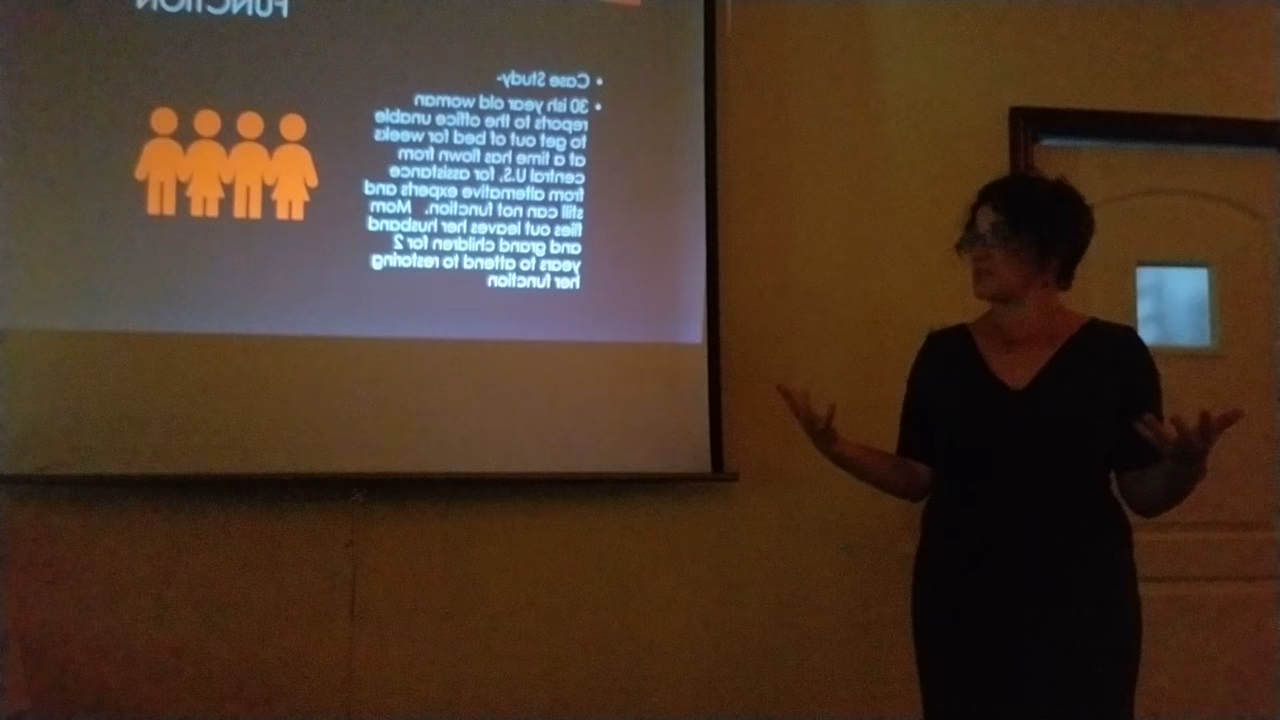 FUNCTION
• Case Study-
• 30 ish year old woman
reports to the office unable
to get out of bed for weeks
at a time has flown from
central U.S. for assistance
from alternative experts and
still can not function. Mom
flies out leaves her husband
and grand children for 2
years to attend to restoring
her function